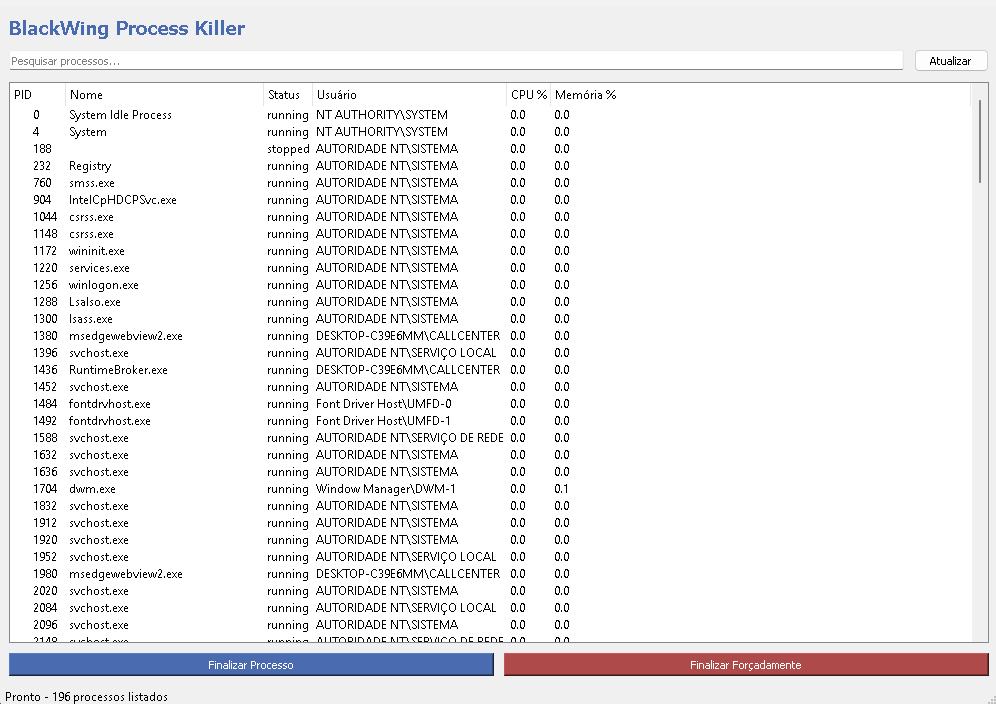 BlackWing Process Killer
Pesquisar processos...
Atualizar
PID Nome Status Usuário CPU % Memória %
0 System Idle Process running NT AUTHORITY\SYSTEM 0.0 0.0
4 System running NT AUTHORITY\SYSTEM 0.0 0.0
188 stopped AUTORIDADE NT\SISTEMA 0.0 0.0
232 Registry running AUTORIDADE NT\SISTEMA 0.0 0.0
760 smss.exe running AUTORIDADE NT\SISTEMA 0.0 0.0
904 IntelCpHDCPSvc.exe running AUTORIDADE NT\SISTEMA 0.0 0.0
1044 csrss.exe running AUTORIDADE NT\SISTEMA 0.0 0.0
1148 csrss.exe running AUTORIDADE NT\SISTEMA 0.0 0.0
1172 wininit.exe running AUTORIDADE NT\SISTEMA 0.0 0.0
1220 services.exe running AUTORIDADE NT\SISTEMA 0.0 0.0
1256 winlogon.exe running AUTORIDADE NT\SISTEMA 0.0 0.0
1288 LsaIso.exe running AUTORIDADE NT\SISTEMA 0.0 0.0
1300 lsass.exe running AUTORIDADE NT\SISTEMA 0.0 0.0
1380 msedgewebview2.exe running DESKTOP-C39E6MM\CALLCENTER 0.0 0.0
1396 svchost.exe running AUTORIDADE NT\SERVIÇO LOCAL 0.0 0.0
1436 RuntimeBroker.exe running DESKTOP-C39E6MM\CALLCENTER 0.0 0.0
1452 svchost.exe running AUTORIDADE NT\SISTEMA 0.0 0.0
1484 fontdrvhost.exe running Font Driver Host\UMFD-0 0.0 0.0
1492 fontdrvhost.exe running Font Driver Host\UMFD-1 0.0 0.0
1588 svchost.exe running AUTORIDADE NT\SERVIÇO DE REDE 0.0 0.0
1632 svchost.exe running AUTORIDADE NT\SISTEMA 0.0 0.0
1636 svchost.exe running AUTORIDADE NT\SISTEMA 0.0 0.0
1704 dwm.exe running Window Manager\DWM-1 0.0 0.1
1832 svchost.exe running AUTORIDADE NT\SISTEMA 0.0 0.0
1912 svchost.exe running AUTORIDADE NT\SISTEMA 0.0 0.0
1920 svchost.exe running AUTORIDADE NT\SISTEMA 0.0 0.0
1952 svchost.exe running AUTORIDADE NT\SERVIÇO LOCAL 0.0 0.0
1980 msedgewebview2.exe running DESKTOP-C39E6MM\CALLCENTER 0.0 0.0
2020 svchost.exe running AUTORIDADE NT\SISTEMA 0.0 0.0
2084 svchost.exe running AUTORIDADE NT\SERVIÇO LOCAL 0.0 0.0
2096 svchost.exe running AUTORIDADE NT\SISTEMA 0.0 0.0
2148 svchost.exe running AUTORIDADE NT\SERVIÇO DE REDE 0.0 0.0
Finalizar Processo
Finalizar Forçadamente
Pronto - 196 processos listados